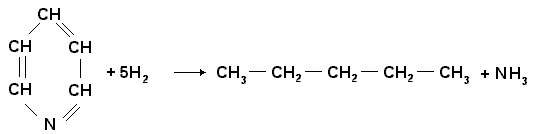 CH
CH CH
+ 5H₂ → CH₃ — CH₂ — CH₂ — CH₂ — CH₃ + NH₃
CH CH
N